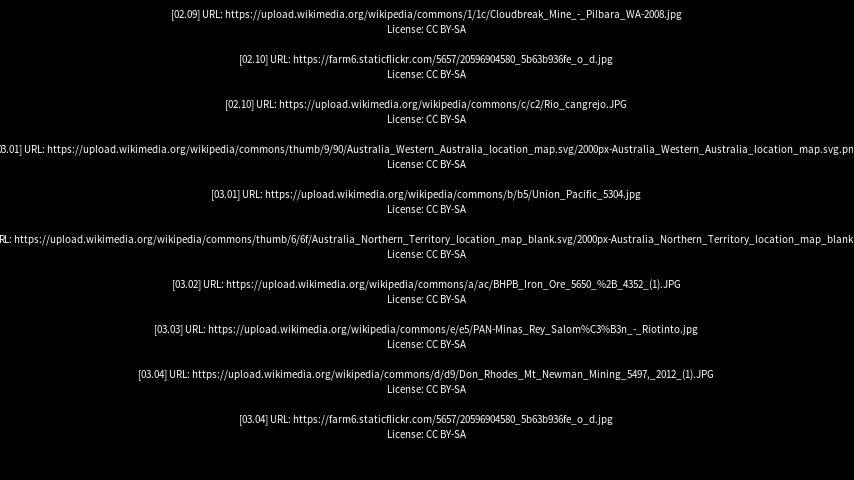 [02.09] URL: https://upload.wikimedia.org/wikipedia/commons/1/1c/Cloudbreak_Mine_-_Pilbara_WA-2008.jpg
License: CC BY-SA
[02.10] URL: https://farm6.staticflickr.com/5657/20596904580_5b63b936fe_o_d.jpg
License: CC BY-SA
[02.10] URL: https://upload.wikimedia.org/wikipedia/commons/c/c2/Rio_cangrejo.JPG
License: CC BY-SA
03.01] URL: https://upload.wikimedia.org/wikipedia/commons/thumb/9/90/Australia_Western_Australia_location_map.svg/2000px-Australia_Western_Australia_location_map.svg.pn
License: CC BY-SA
[03.01] URL: https://upload.wikimedia.org/wikipedia/commons/b/b5/Union_Pacific_5304.jpg
License: CC BY-SA
RL: https://upload.wikimedia.org/wikipedia/commons/thumb/6/6f/Australia_Northern_Territory_location_map_blank.svg/2000px-Australia_Northern_Territory_location_map_blank
License: CC BY-SA
[03.02] URL: https://upload.wikimedia.org/wikipedia/commons/a/ac/BHPB_Iron_Ore_5650_%2B_4352_(1).JPG
License: CC BY-SA
[03.03] URL: https://upload.wikimedia.org/wikipedia/commons/e/e5/PAN-Minas_Rey_Salom%C3%B3n_-_Riotinto.jpg
License: CC BY-SA
[03.04] URL: https://upload.wikimedia.org/wikipedia/commons/d/d9/Don_Rhodes_Mt_Newman_Mining_5497,_2012_(1).JPG
License: CC BY-SA
[03.04] URL: https://farm6.staticflickr.com/5657/20596904580_5b63b936fe_o_d.jpg
License: CC BY-SA